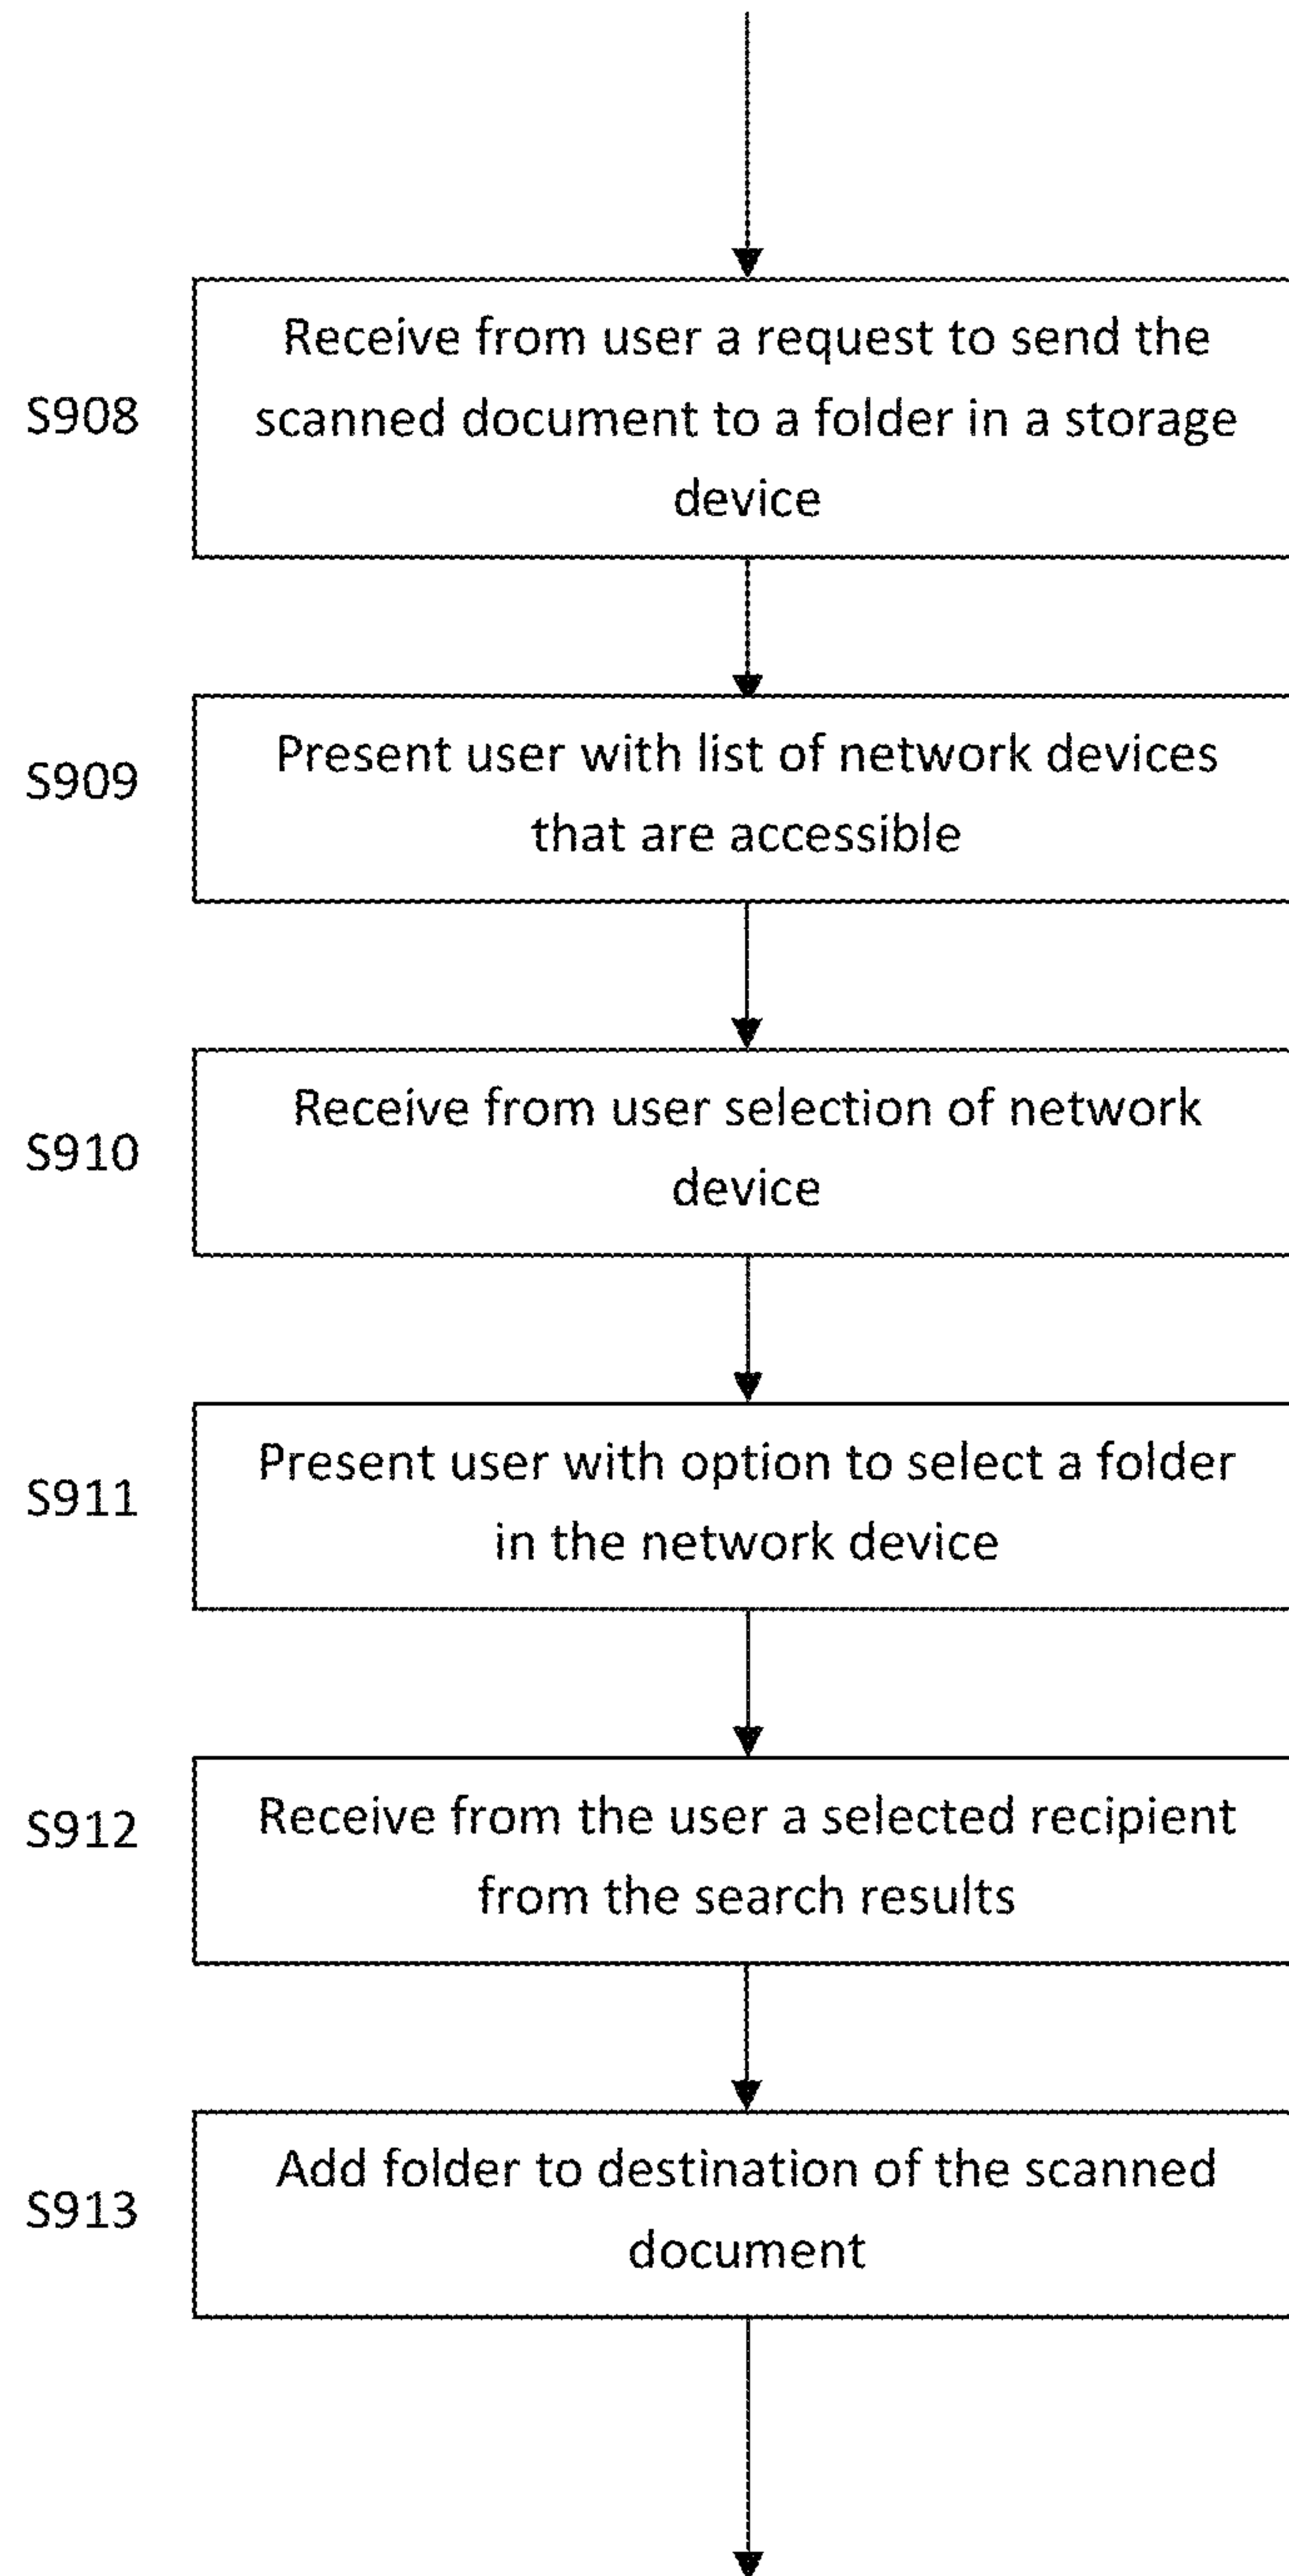 S908
Receive from user a request to send the
scanned document to a folder in a storage
device
S909
Present user with list of network devices
that are accessible
S910
Receive from user selection of network
device
S911
Present user with option to select a folder
in the network device
S912
Receive from the user a selected recipient
from the search results
S913
Add folder to destination of the scanned
document